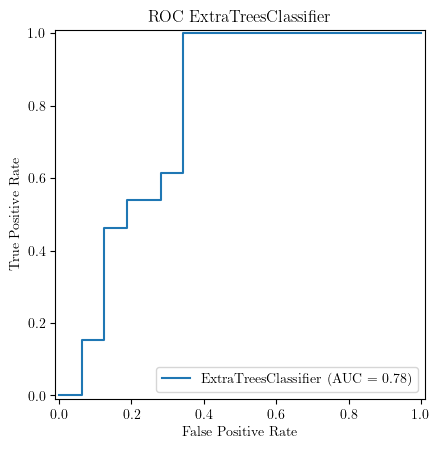 ROC ExtraTreesClassifier
1.0
0.8
0.6
0.4
0.2
0.0
True Positive Rate
ExtraTreesClassifier (AUC = 0.78)
0.0 0.2 0.4 0.6 0.8 1.0
False Positive Rate